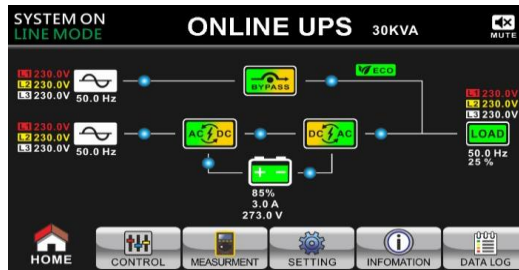 SYSTEM ON
LINE MODE
ONLINE UPS 30KVA
MUTE
L1 230.0V
L2 230.0V
L3 230.0V
50.0 Hz
BYPASS
ECO
L1 230.0V
L2 230.0V
L3 230.0V
50.0 Hz
AC DC
DC AC
L1 230.0V
L2 230.0V
L3 230.0V
LOAD
50.0 Hz
25 %
+ -
85%
3.0 A
273.0 V
HOME
CONTROL
MEASURMENT
SETTING
INFOMATION
DATA LOG